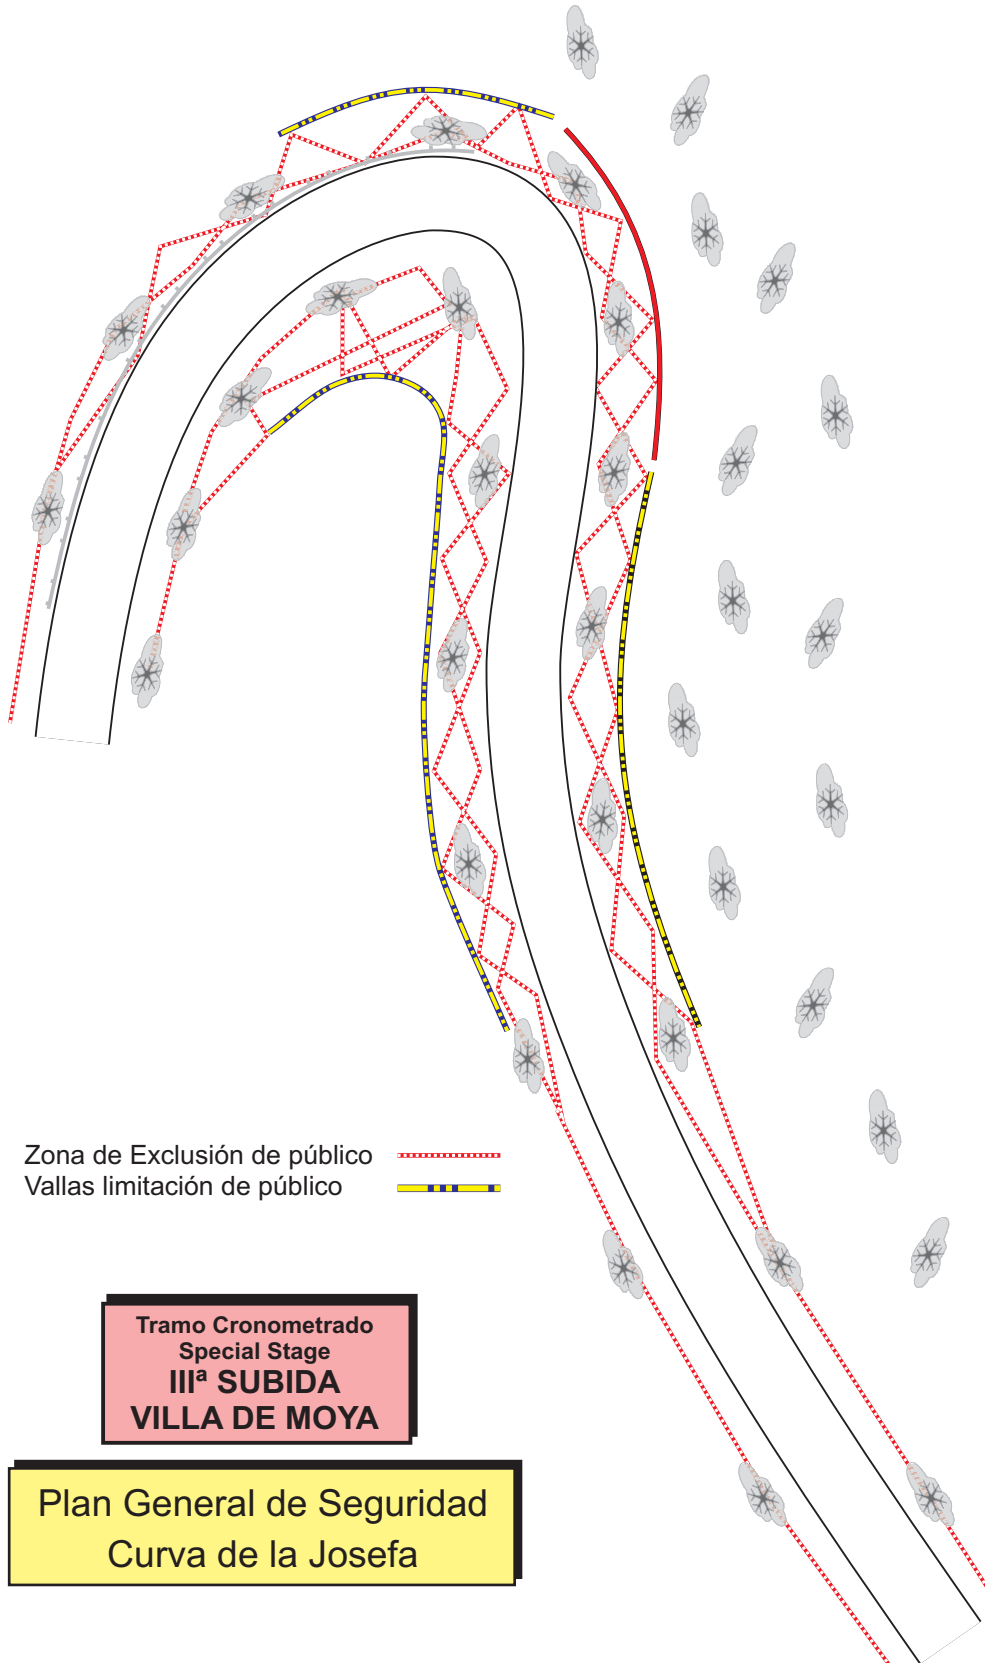 Zona de Exclusión de público
Vallas limitación de público
Tramo Cronometrado
Special Stage
IIIª SUBIDA
VILLA DE MOYA
Plan General de Seguridad
Curva de la Josefa